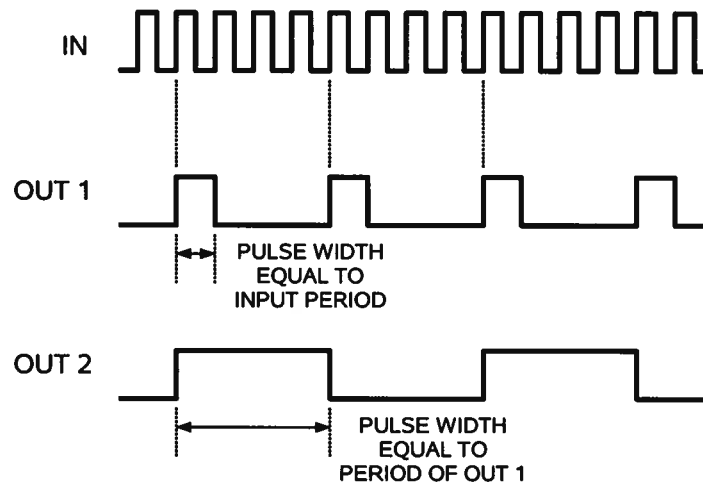 IN
OUT 1
PULSE WIDTH
EQUAL TO
INPUT PERIOD
OUT 2
PULSE WIDTH
EQUAL TO
PERIOD OF OUT 1